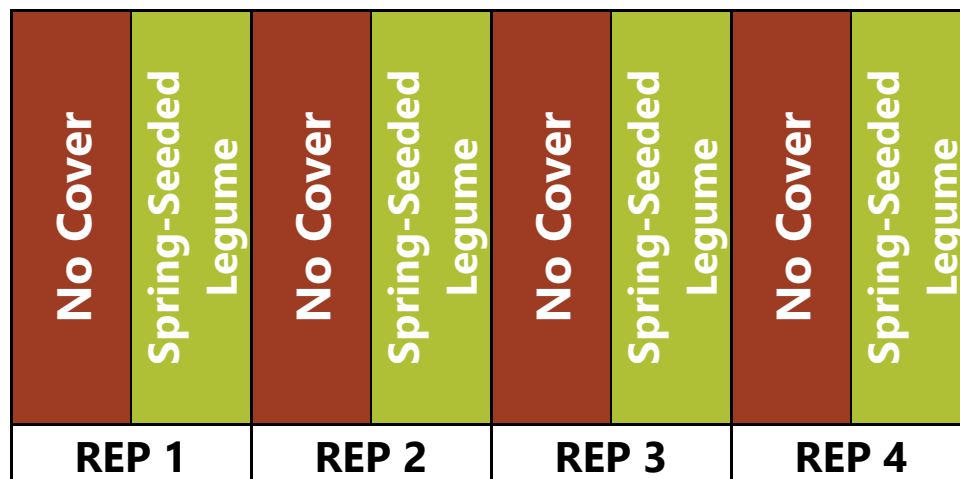 No Cover
Spring-Seeded
Legume
No Cover
Spring-Seeded
Legume
No Cover
Spring-Seeded
Legume
No Cover
Spring-Seeded
Legume
REP 1
REP 2
REP 3
REP 4